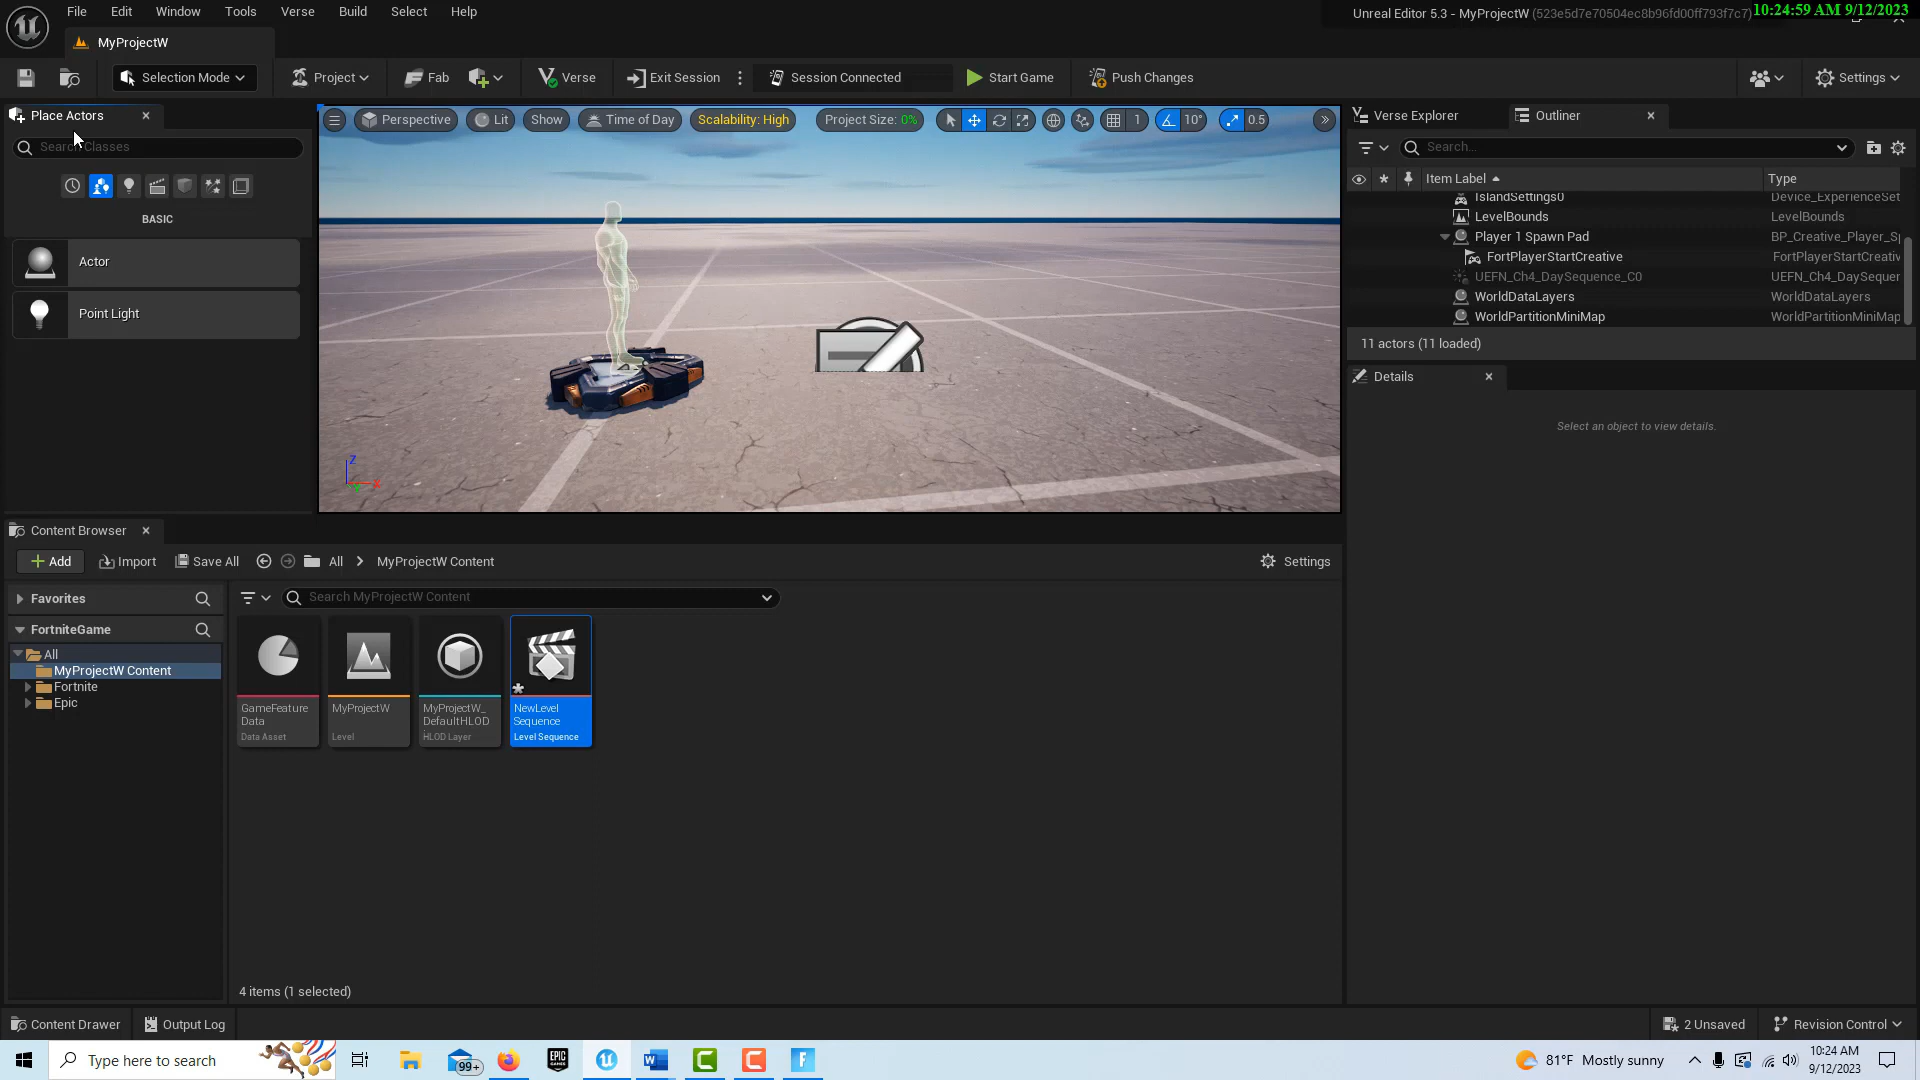 File Edit Window Tools Verse Build Select Help
Unreal Editor 5.3 - MyProjectW (523e5d7e70504ec8b96fd00ff793f7c7)
10:24:59 AM 9/12/2023
MyProjectW
Selection Mode Project Fab Verse Exit Session Session Connected Start Game Push Changes Settings
Place Actors
Search Classes
BASIC
Actor
Point Light
Perspective Lit Show Time of Day Scalability: High Project Size: 0% 1 10° 0.5
Z
X
Verse Explorer Outliner
Search...
Item Label Type
IslandSettings0 Device_ExperienceSet
LevelBounds LevelBounds
Player 1 Spawn Pad BP_Creative_Player_Sp
FortPlayerStartCreative FortPlayerStartCreativ
UEFN_Ch4_DaySequence_C0 UEFN_Ch4_DaySequer
WorldDataLayers WorldDataLayers
WorldPartitionMiniMap WorldPartitionMiniMap
11 actors (11 loaded)
Details
Select an object to view details.
Content Browser
Add Import Save All All MyProjectW Content Settings
Favorites
Search MyProjectW Content
FortniteGame
All
MyProjectW Content
Fortnite
Epic
GameFeature
Data
Data Asset
MyProjectW
Level
MyProjectW_
DefaultHLOD
HLOD Layer
NewLevel
Sequence
Level Sequence
4 items (1 selected)
Content Drawer Output Log 2 Unsaved Revision Control
Type here to search
99+
EPIC
GAMES
81°F Mostly sunny
10:24 AM
9/12/2023